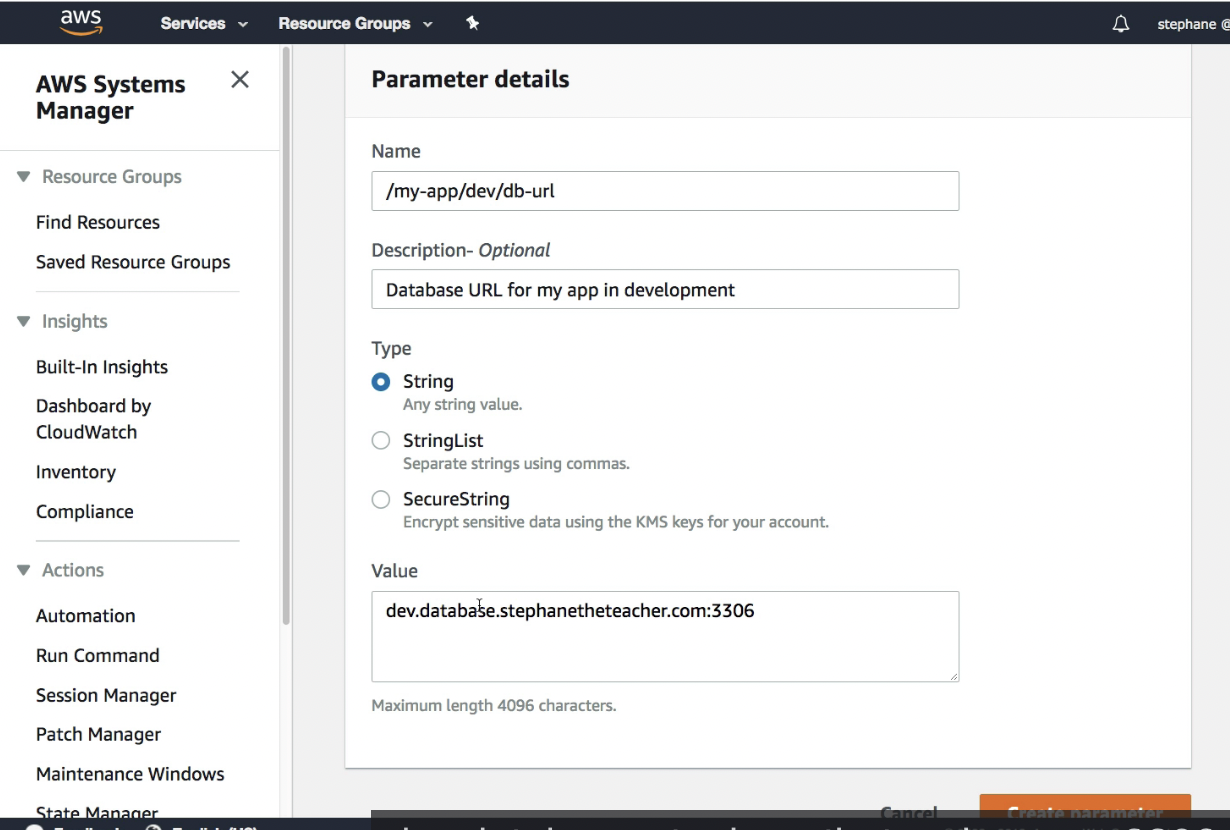 aws
Services
Resource Groups
stephane @
AWS Systems
Manager
Resource Groups
Find Resources
Saved Resource Groups
Insights
Built-In Insights
Dashboard by
CloudWatch
Inventory
Compliance
Actions
Automation
Run Command
Session Manager
Patch Manager
Maintenance Windows
State Manager
Parameter details
Name
/my-app/dev/db-url
Description- Optional
Database URL for my app in development
Type
String
Any string value.
StringList
Separate strings using commas.
SecureString
Encrypt sensitive data using the KMS keys for your account.
Value
dev.database.stephanetheteacher.com:3306
Maximum length 4096 characters.
Cancel
Create parameter